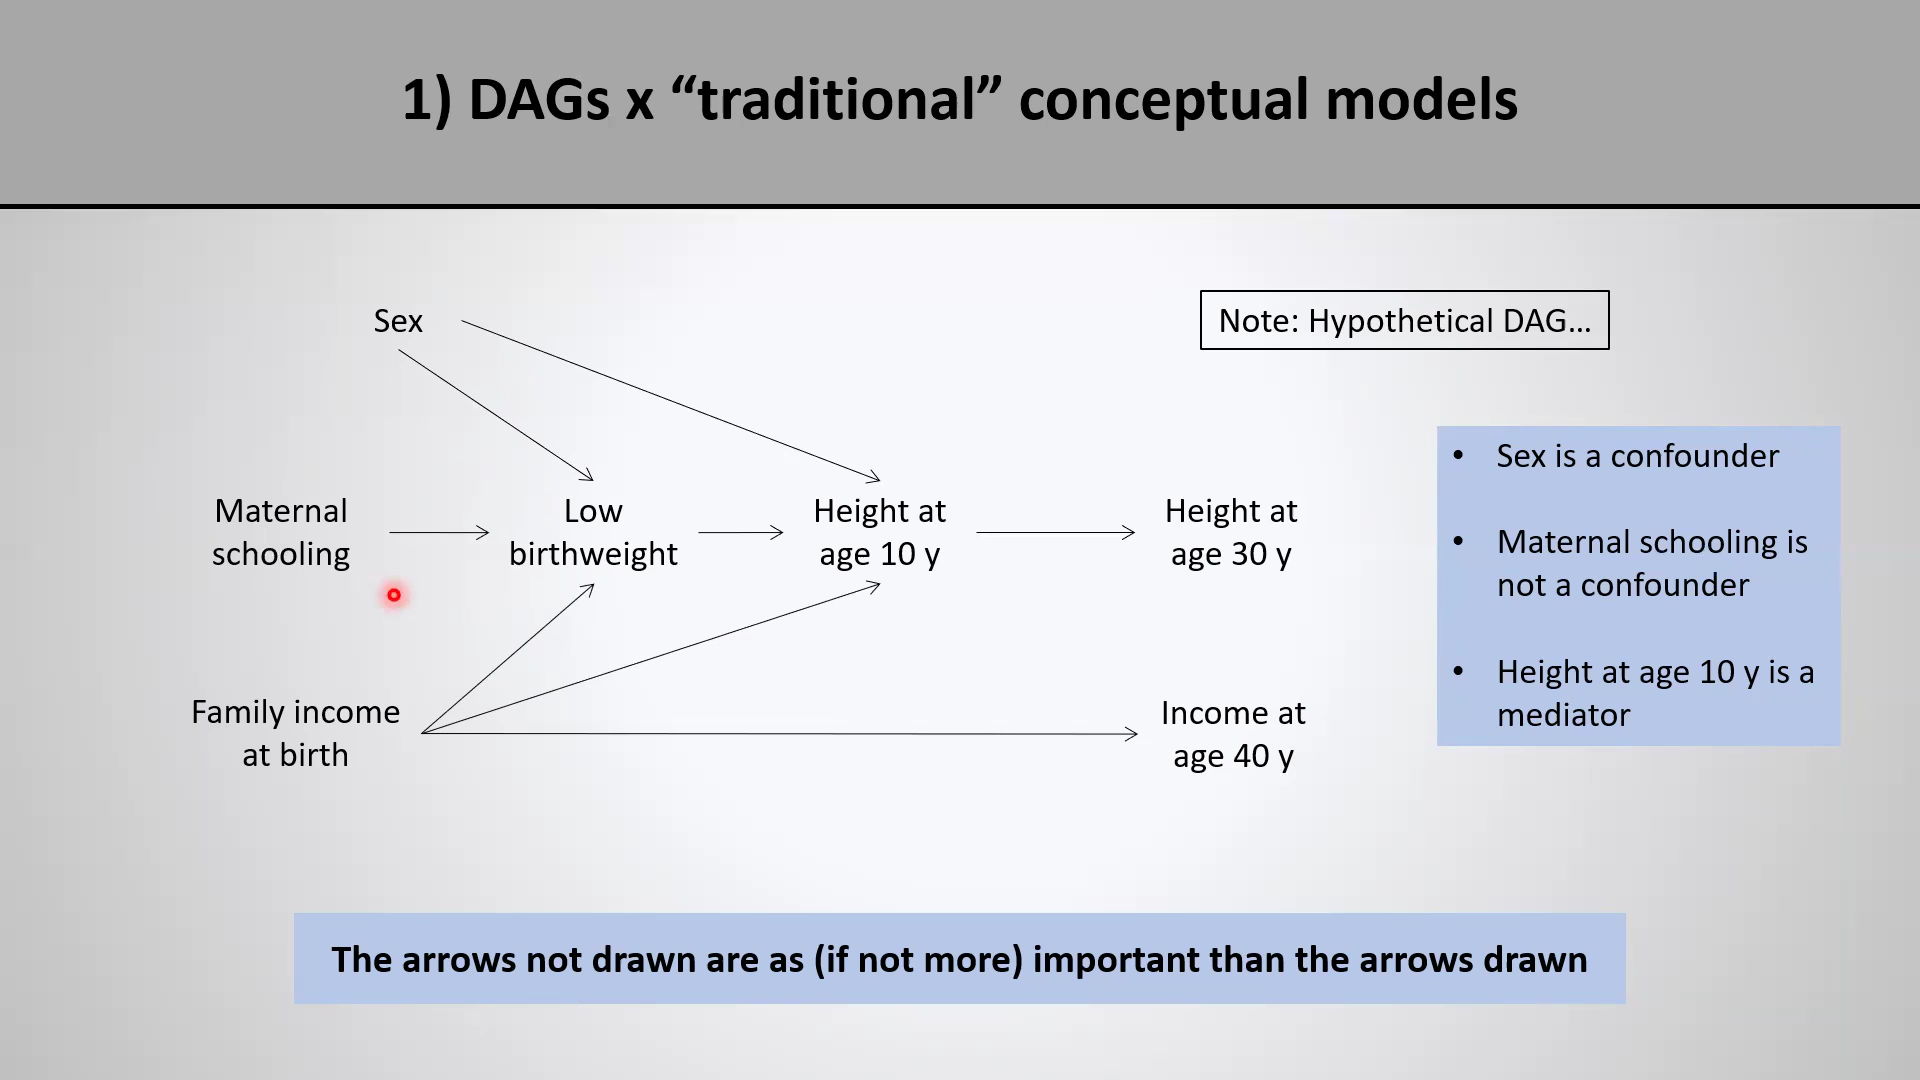 1) DAGs x “traditional” conceptual models
Sex
Note: Hypothetical DAG...
Maternal
schooling
Low
birthweight
Height at
age 10 y
Height at
age 30 y
Family income
at birth
Income at
age 40 y
• Sex is a confounder
• Maternal schooling is
not a confounder
• Height at age 10 y is a
mediator
The arrows not drawn are as (if not more) important than the arrows drawn